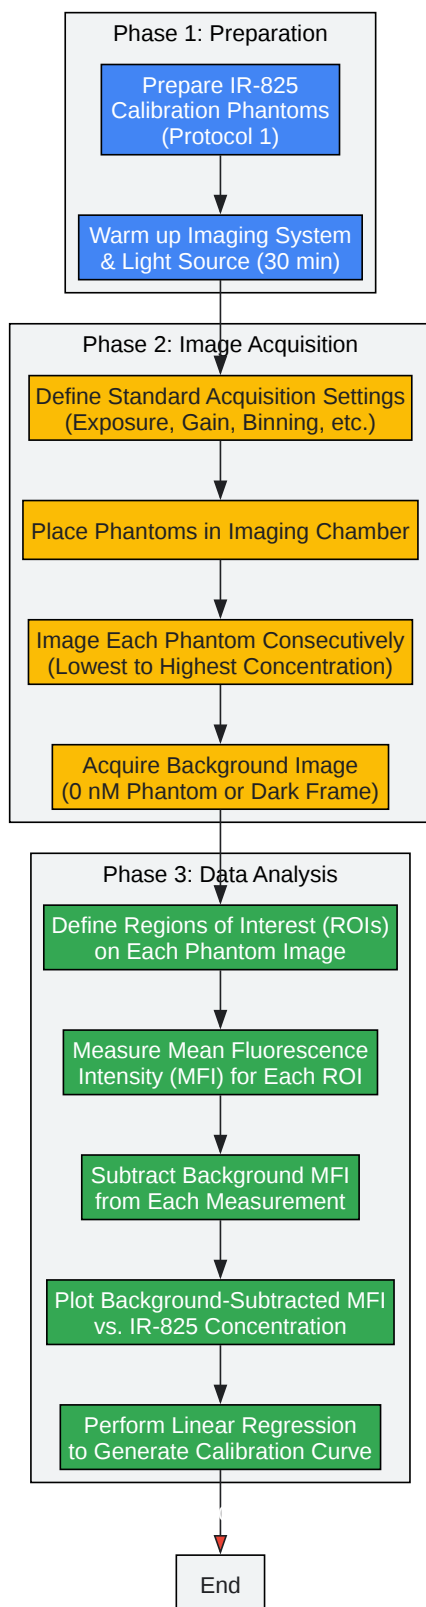 Phase 1: Preparation
Prepare IR-825
Calibration Phantoms
(Protocol 1)
Warm up Imaging System
& Light Source (30 min)
Phase 2: Image Acquisition
Define Standard Acquisition Settings
(Exposure, Gain, Binning, etc.)
Place Phantoms in Imaging Chamber
Image Each Phantom Consecutively
(Lowest to Highest Concentration)
Acquire Background Image
(0 nM Phantom or Dark Frame)
Phase 3: Data Analysis
Define Regions of Interest (ROIs)
on Each Phantom Image
Measure Mean Fluorescence
Intensity (MFI) for Each ROI
Subtract Background MFI
from Each Measurement
Plot Background-Subtracted MFI
vs. IR-825 Concentration
Perform Linear Regression
to Generate Calibration Curve
End